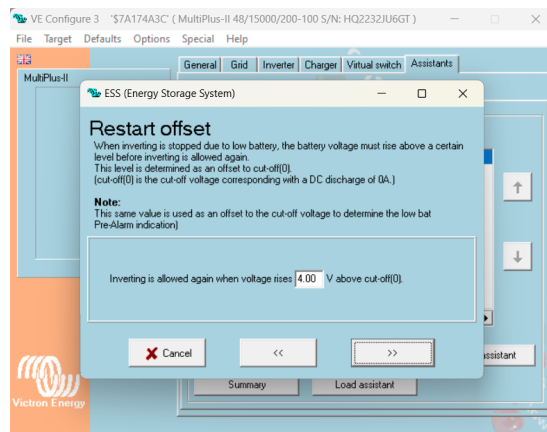 VE Configure 3 '$7A174A3C' ( MultiPlus-II 48/15000/200-100 S/N: HQ2232JU6GT )
File Target Defaults Options Special Help
General Grid Inverter Charger Virtual switch Assistants
MultiPlus-II
ESS (Energy Storage System)
Restart offset
When inverting is stopped due to low battery, the battery voltage must rise above a certain
level before inverting is allowed again.
This level is determined as an offset to cut-off(0).
(cut-off(0) is the cut-off voltage corresponding with a DC discharge of 0A.)
Note:
This same value is used as an offset to the cut-off voltage to determine the low bat
Pre-Alarm indication)
Inverting is allowed again when voltage rises 4.00 V above cut-off(0).
Cancel << >>
ssistant
Summary Load assistant
Victron Energy